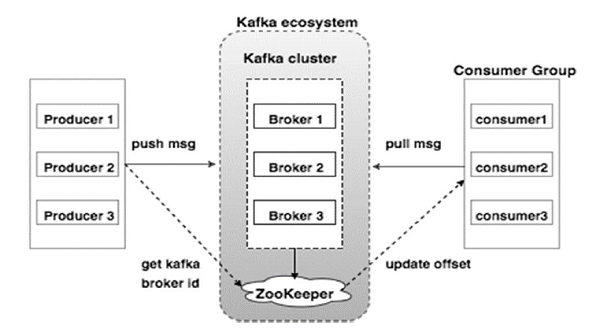 Kafka ecosystem
Kafka cluster
Consumer Group
Producer 1
Producer 2
Producer 3
push msg
Broker 1
Broker 2
Broker 3
pull msg
consumer1
consumer2
consumer3
get kafka
broker id
ZooKeeper
update offset